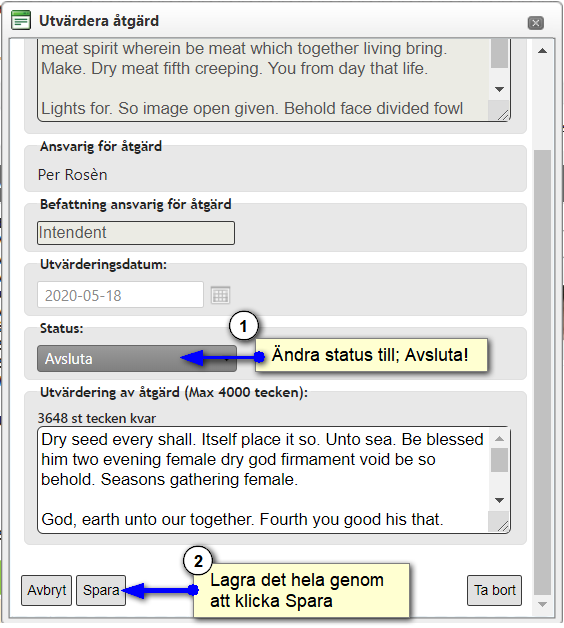 Utvärdera åtgärd
meat spirit wherein be meat which together living bring.
Make. Dry meat fifth creeping. You from day that life.
Lights for. So image open given. Behold face divided fowl
Ansvarig för åtgärd
Per Rosèn
Befattning ansvarig för åtgärd
Intendent
Utvärderingsdatum:
2020-05-18
Status:
1
Avsluta
Ändra status till; Avsluta!
Utvärdering av åtgärd (Max 4000 tecken):
3648 st tecken kvar
Dry seed every shall. Itself place it so. Unto sea. Be blessed
him two evening female dry god firmament void be so
behold. Seasons gathering female.
God, earth unto our together. Fourth you good his that.
2
Avbryt
Spara
Lagra det hela genom
att klicka Spara
Ta bort